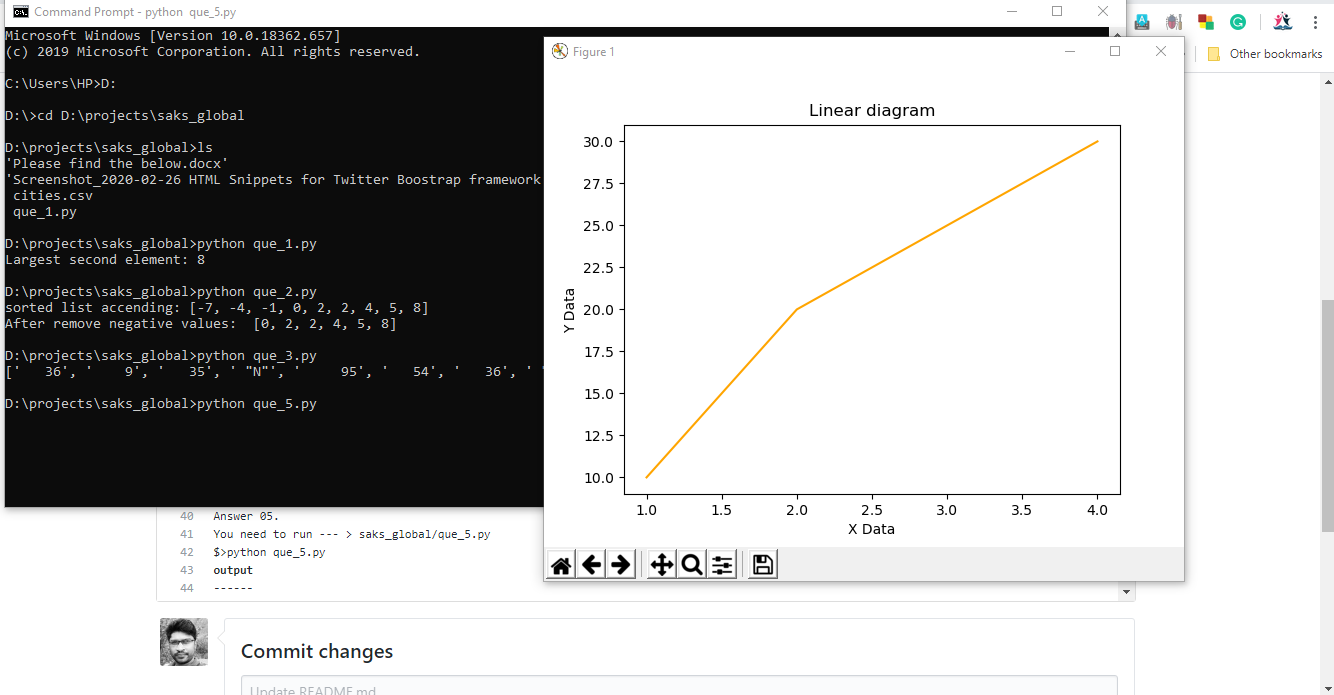 Command Prompt - python  que_5.py
Microsoft Windows [Version 10.0.18362.657]
(c) 2019 Microsoft Corporation. All rights reserved.
C:\Users\HP>D:
D:\>cd D:\projects\saks_global
D:\projects\saks_global>ls
'Please find the below.docx'
'Screenshot_2020-02-26 HTML Snippets for Twitter Boostrap framework
cities.csv
que_1.py
D:\projects\saks_global>python que_1.py
Largest second element: 8
D:\projects\saks_global>python que_2.py
sorted list accending: [-7, -4, -1, 0, 2, 2, 4, 5, 8]
After remove negative values:  [0, 2, 2, 4, 5, 8]
D:\projects\saks_global>python que_3.py
['   36', '    9', '   35', ' "N"', '     95', '   54', '   36', ' '
D:\projects\saks_global>python que_5.py
Figure 1
Linear diagram
30.0
27.5
25.0
22.5
20.0
17.5
15.0
12.5
10.0
Y Data
1.0 1.5 2.0 2.5 3.0 3.5 4.0
X Data
Other bookmarks
40 Answer 05.
41 You need to run --- > saks_global/que_5.py
42 $>python que_5.py
43 output
44 ------
Commit changes
Update README.md